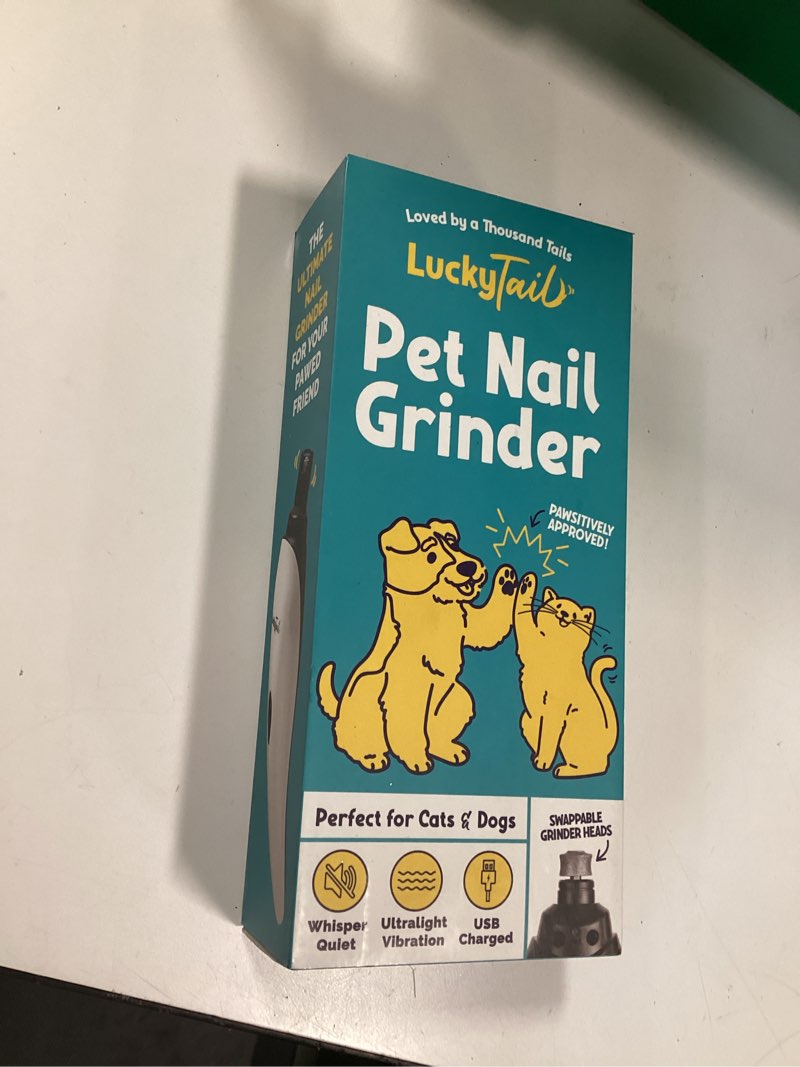 THE
ULTIMATE
NAIL
GRINDER
FOR YOUR
PAWED
FRIEND
Loved by a Thousand Tails
LuckyTail
Pet Nail
Grinder
PAWSITIVELY
APPROVED!
Perfect for Cats & Dogs
Whisper
Quiet
Ultralight
Vibration
USB
Charged
SWAPPABLE
GRINDER HEADS